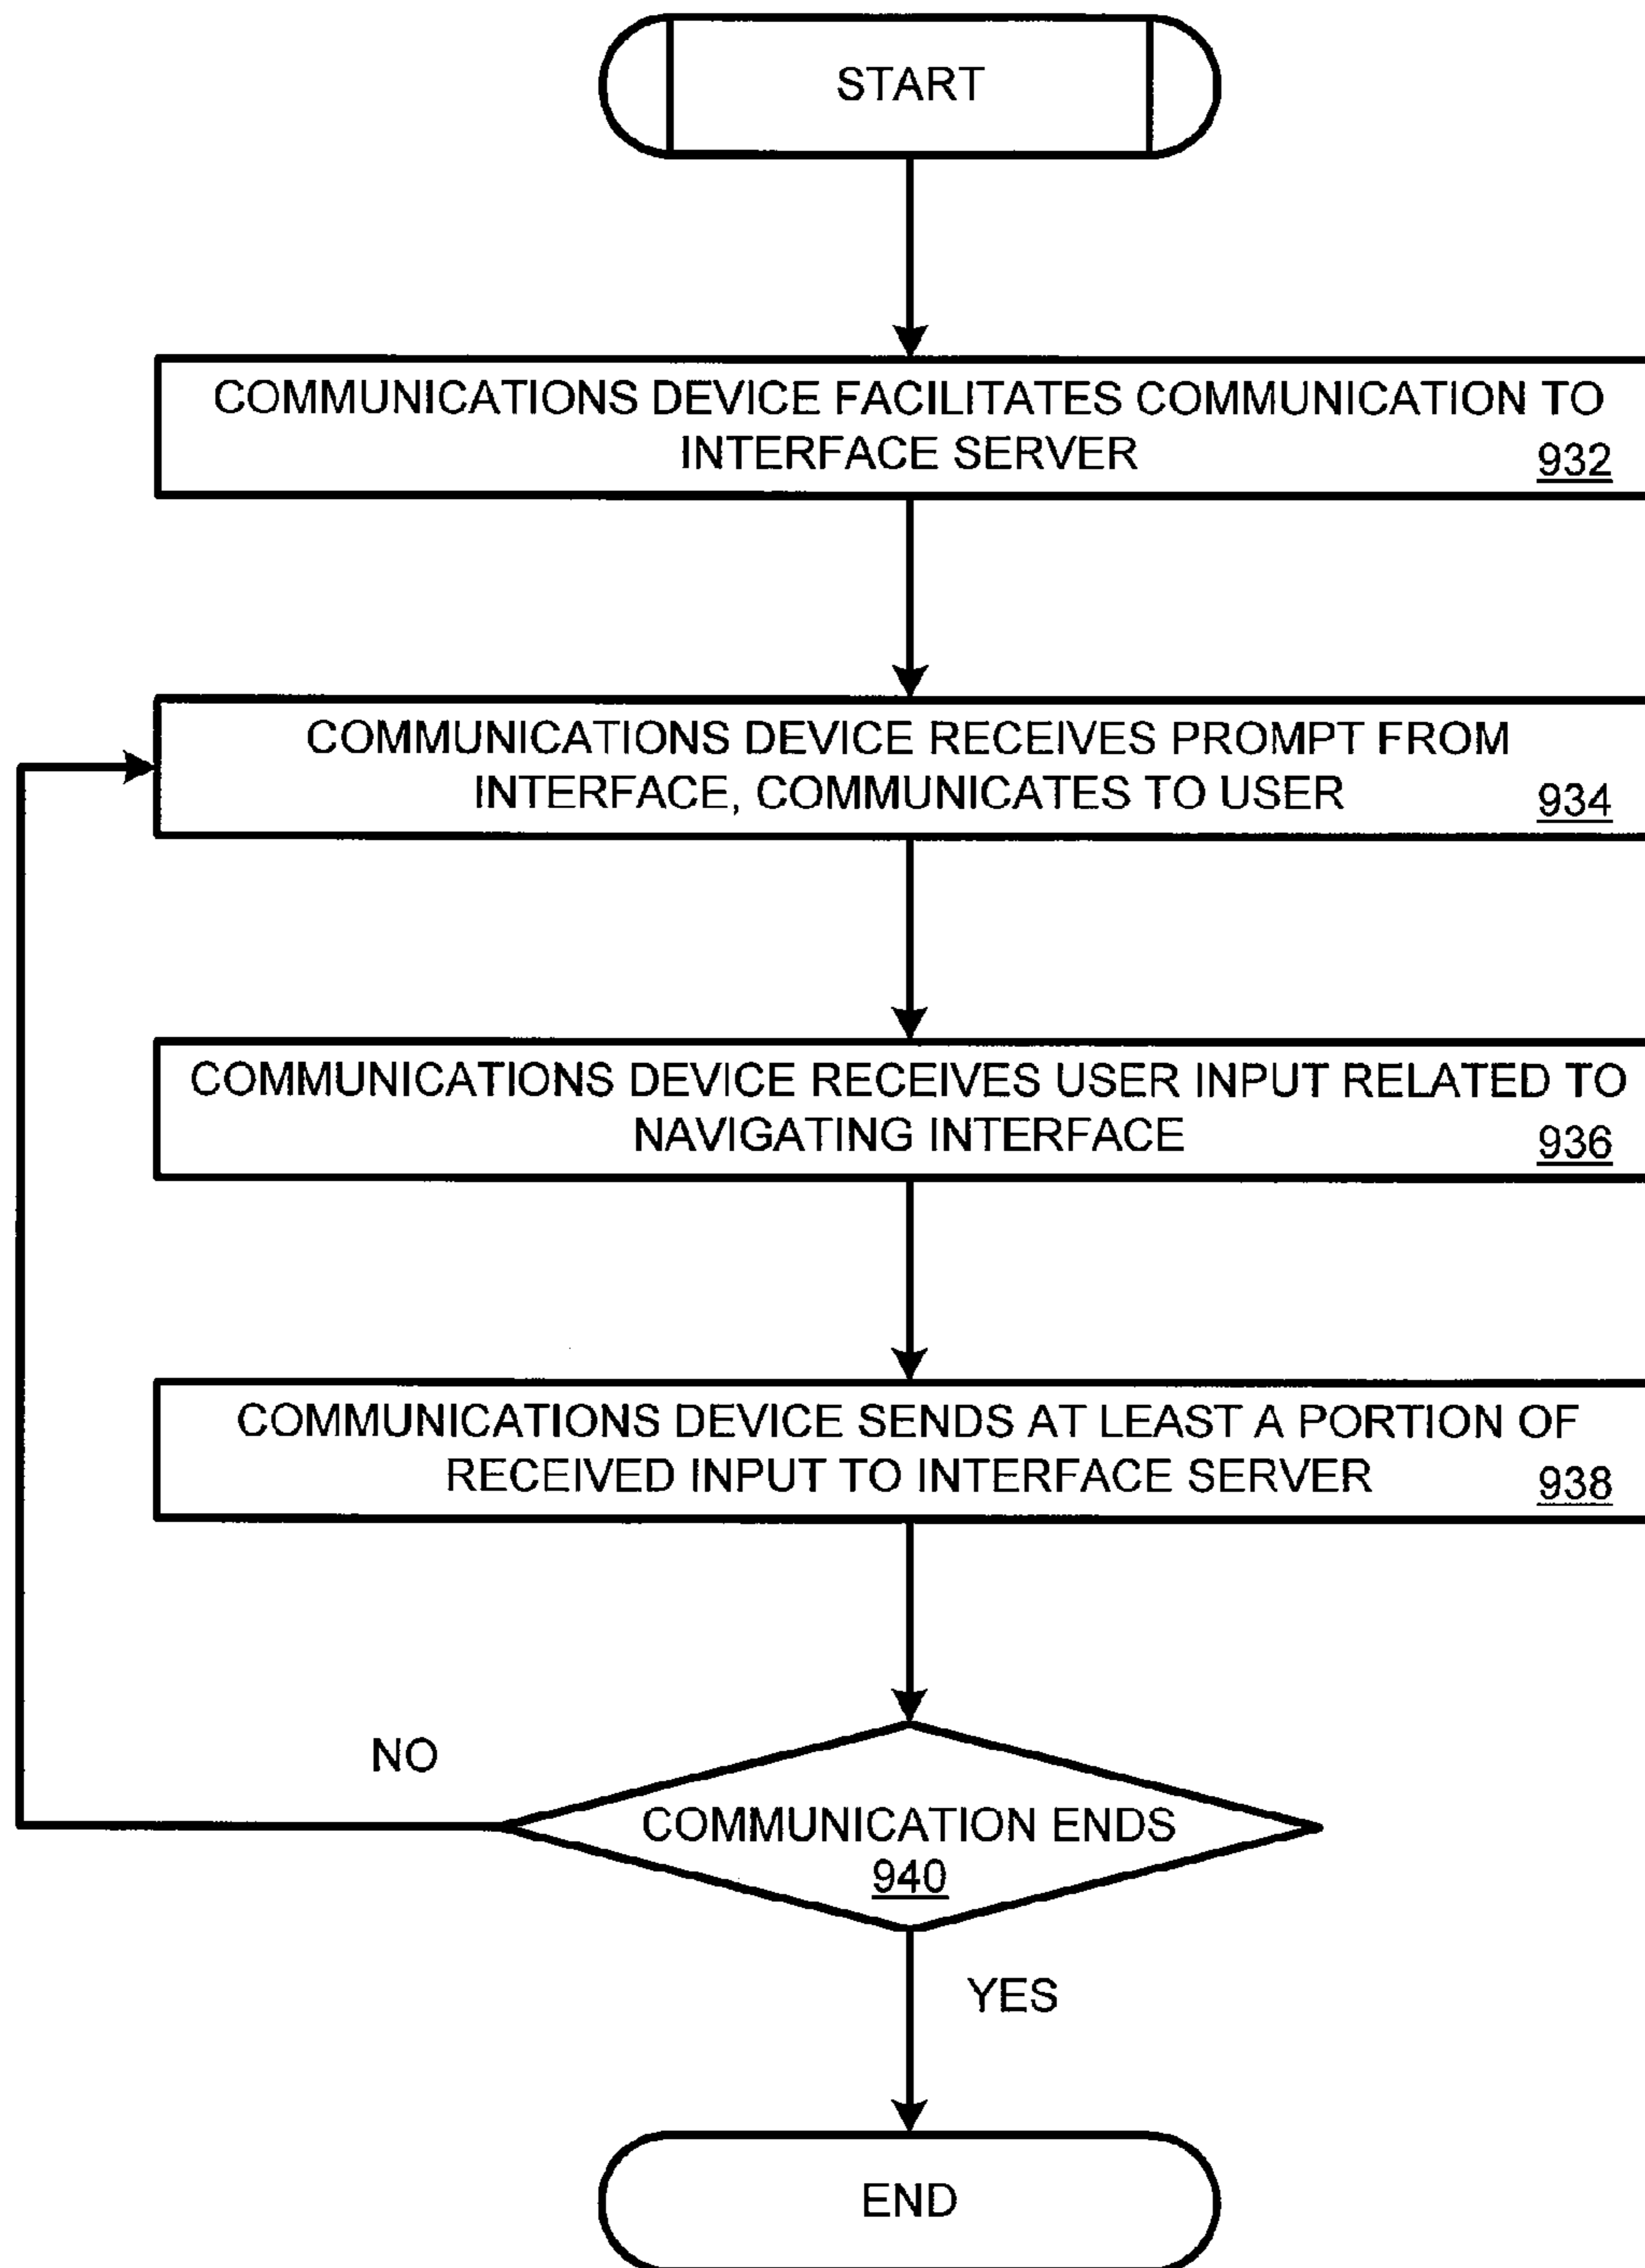 START
COMMUNICATIONS DEVICE FACILITATES COMMUNICATION TO
INTERFACE SERVER
932
COMMUNICATIONS DEVICE RECEIVES PROMPT FROM
INTERFACE, COMMUNICATES TO USER
934
COMMUNICATIONS DEVICE RECEIVES USER INPUT RELATED TO
NAVIGATING INTERFACE
936
COMMUNICATIONS DEVICE SENDS AT LEAST A PORTION OF
RECEIVED INPUT TO INTERFACE SERVER
938
NO
COMMUNICATION ENDS
940
YES
END